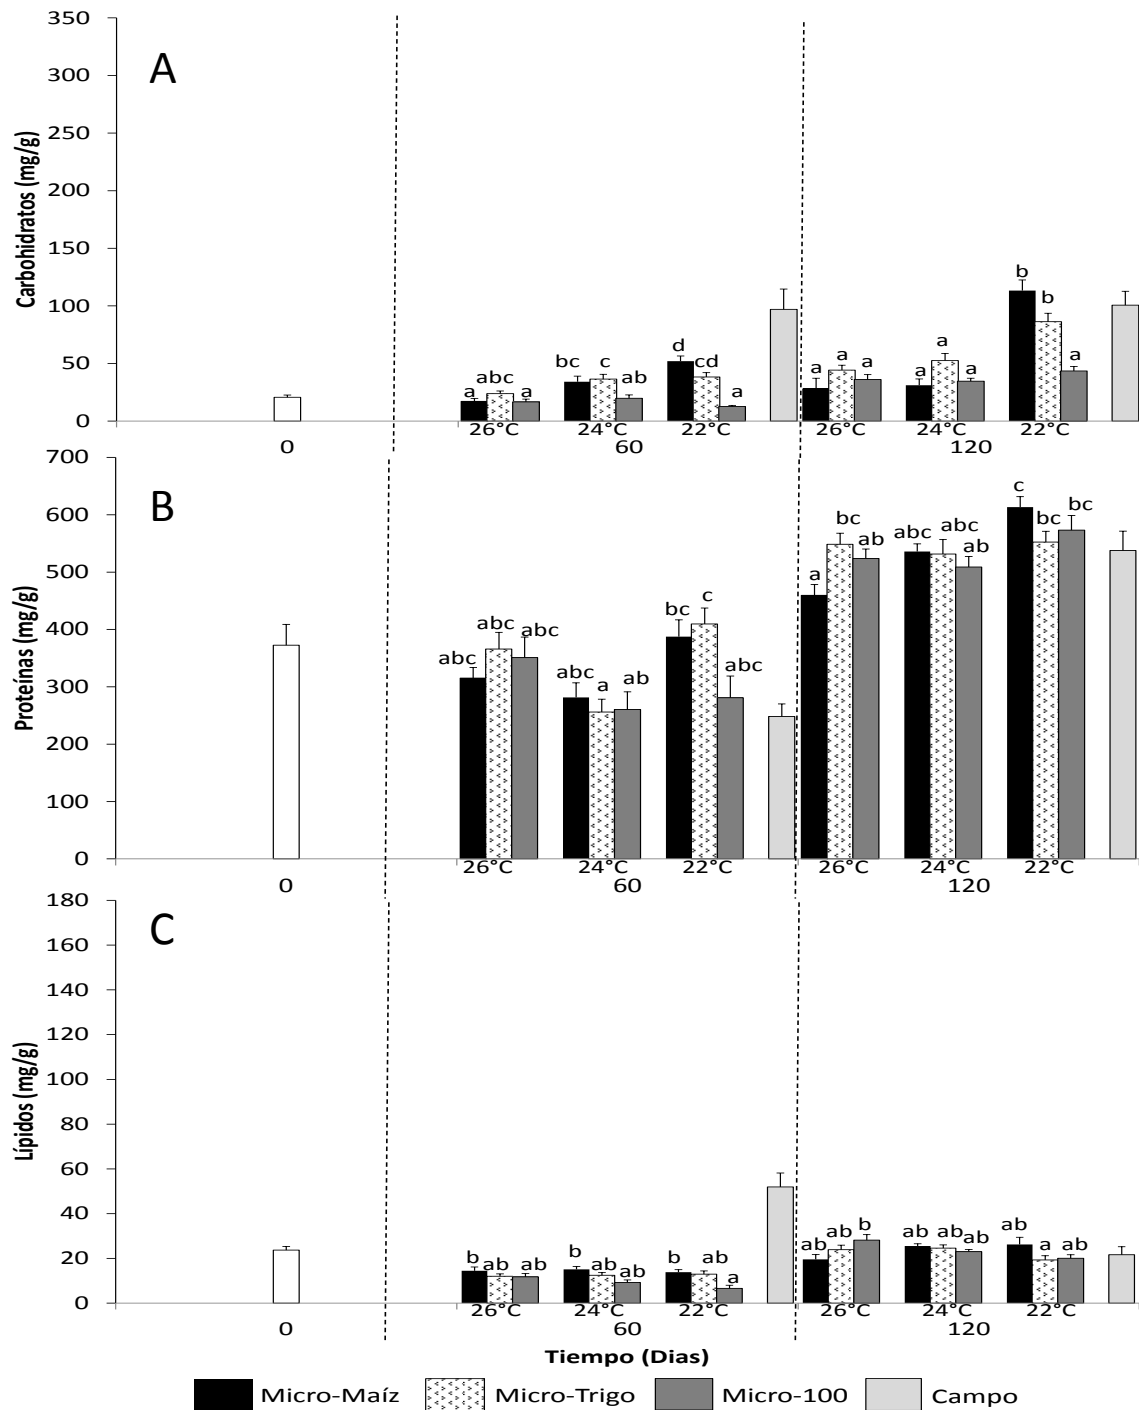 350
300
250
200
150
100
50
0
Carbohidratos (mg/g)
A
a abc a
bc c ab
d cd a
a a a
a a a
b b a
26°C 24°C 22°C 26°C 24°C 22°C
0 60 120
700
600
500
400
300
200
100
0
Proteínas (mg/g)
B
abc abc abc
abc a ab
bc c abc
a bc ab
abc abc ab
c bc bc
26°C 24°C 22°C 26°C 24°C 22°C
0 60 120
180
160
140
120
100
80
60
40
20
0
Lípidos (mg/g)
C
b ab ab
b ab ab
b ab a
ab ab b
ab ab ab
ab a ab
26°C 24°C 22°C 26°C 24°C 22°C
0 60 120
Tiempo (Dias)
Micro-Maíz Micro-Trigo Micro-100 Campo